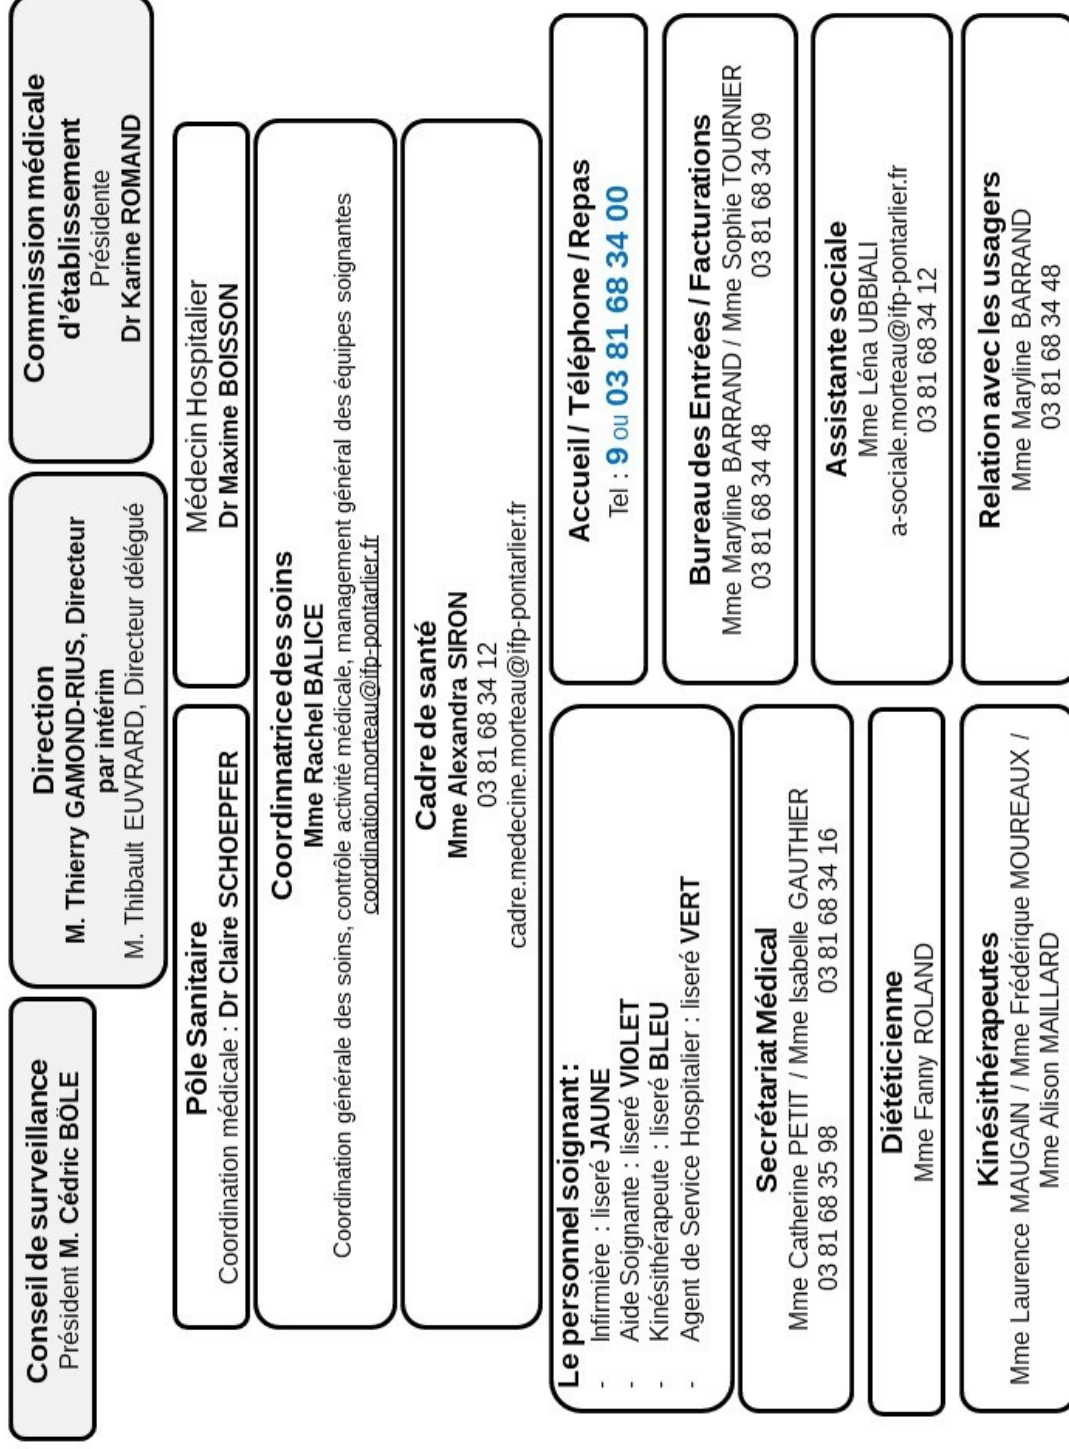 Conseil de surveillance
Président M. Cédric BÖLE
Direction
M. Thierry GAMOND-RIUS, Directeur
par intérim
M. Thibault EUVRARD, Directeur délégué
Commission médicale
d'établissement
Présidente
Dr Karine ROMAND
Pôle Sanitaire
Coordination médicale : Dr Claire SCHOEPFER
Médecin Hospitalier
Dr Maxime BOISSON
Coordinnatrice des soins
Mme Rachel BALICE
Coordination générale des soins, contrôle activité médicale, management général des équipes soignantes
coordination.morteau@ifp-pontarlier.fr
Cadre de santé
Mme Alexandra SIRON
03 81 68 34 12
cadre.medecine.morteau@ifp-pontarlier.fr
Le personnel soignant :
- Infirmière : liseré JAUNE
- Aide Soignante : liseré VIOLET
- Kinésithérapeute : liseré BLEU
- Agent de Service Hospitalier : liseré VERT
Accueil / Téléphone / Repas
Tel : 9 ou 03 81 68 34 00
Bureau des Entrées / Facturations
Mme Maryline BARRAND / Mme Sophie TOURNIER
03 81 68 34 48 03 81 68 34 09
Secrétariat Médical
Mme Catherine PETIT / Mme Isabelle GAUTHIER
03 81 68 35 98 03 81 68 34 16
Assistante sociale
Mme Léna UBBIALI
a-sociale.morteau@ifp-pontarlier.fr
03 81 68 34 12
Diététicienne
Mme Fanny ROLAND
Kinésithérapeutes
Mme Laurence MAUGAIN / Mme Frédérique MOUREAUX /
Mme Alison MAILLARD
Relation avec les usagers
Mme Maryline BARRAND
03 81 68 34 48